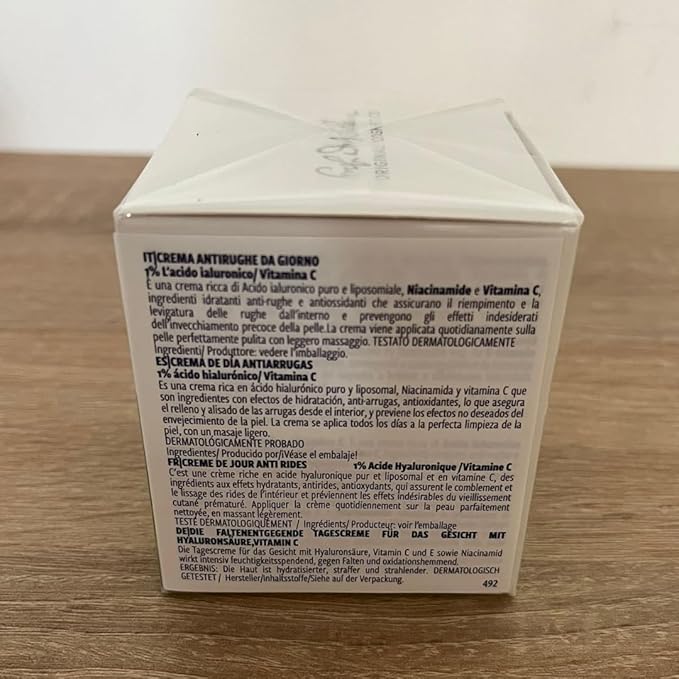 ORIGINAL
IT|CREMA ANTIRUGHE DA GIORNO
1% L'acido ialuronico/ Vitamina C
È una crema ricca di Acido ialuronico puro e liposomiale, Niacinamide e Vitamina C,
ingredienti idratanti anti-rughe e antiossidanti che assicurano il riempimento e la
levigatura delle rughe dall'interno e prevengono gli effetti indesiderati
dell'invecchiamento precoce della pelle.La crema viene applicata quotidianamente sulla
pelle perfettamente pulita con leggero massaggio. TESTATO DERMATOLOGICAMENTE
Ingredienti/ Produttore: vedere l'imballaggio.
ES|CREMA DE DÍA ANTIARRUGAS
1% ácido hialurónico/ Vitamina C
Es una crema rica en ácido hialurónico puro y liposomal, Niacinamida y vitamina C que
son ingredientes con efectos de hidratación, anti-arrugas, antioxidantes, lo que asegura
el relleno y alisado de las arrugas desde el interior, y previene los efectos no deseados del
envejecimiento de la piel. La crema se aplica todos los días a la perfecta limpieza de la
piel, con un masaje ligero.
DERMATOLÓGICAMENTE PROBADO
Ingredientes/ Producido por/¡Véase el embalaje!
FR|CREME DE JOUR ANTI RIDES 1% Acide Hyaluronique /Vitamine C
C'est une crème riche en acide hyaluronique pur et liposomal et en vitamine C, des
ingrédients aux effets hydratants, antirides, antioxydants, qui assurent le comblement et
le lissage des rides de l'intérieur et préviennent les effets indésirables du vieillissement
cutané prématuré. Appliquer la crème quotidiennement sur la peau parfaitement
nettoyée, en massant légèrement.
TESTÉ DERMATOLOGIQUEMENT / Ingrédients/ Producteur: voir l'emballage
DE|DIE FALTENENTGEGENDE TAGESCREME FÜR DAS GESICHT MIT
HYALURONSÄURE,VITAMIN C
Die Tagescreme für das Gesicht mit Hyaluronsäure, Vitamin C und E sowie Niacinamid
wirkt intensiv feuchtigkeitsspendend, gegen Falten und oxidationshemmend.
ERGEBNIS: Die Haut ist hydratisierter, straffer und strahlender. DERMATOLOGISCH
GETESTET / Hersteller/Inhaltsstoffe/Siehe auf der Verpackung.
492